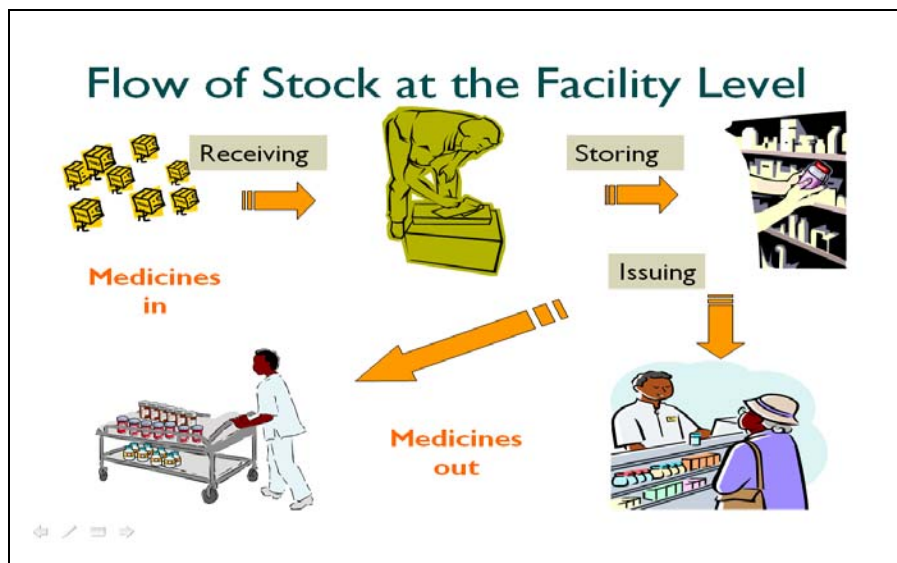 Flow of Stock at the Facility Level
Receiving
Storing
Medicines
in
Issuing
Medicines
out